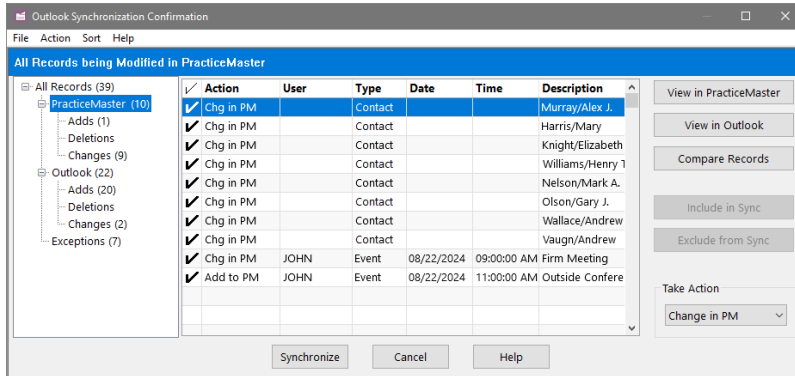 Outlook Synchronization Confirmation
File Action Sort Help
All Records being Modified in PracticeMaster
All Records (39)
PracticeMaster (10)
Adds (1)
Deletions
Changes (9)
Outlook (22)
Adds (20)
Deletions
Changes (2)
Exceptions (7)
Action User Type Date Time Description
Chg in PM Contact Murray/Alex J.
Chg in PM Contact Harris/Mary
Chg in PM Contact Knight/Elizabeth
Chg in PM Contact Williams/Henry T
Chg in PM Contact Nelson/Mark A.
Chg in PM Contact Olson/Gary J.
Chg in PM Contact Wallace/Andrew
Chg in PM Contact Vaugn/Andrew
Chg in PM JOHN Event 08/22/2024 09:00:00 AM Firm Meeting
Add to PM JOHN Event 08/22/2024 11:00:00 AM Outside Confere
View in PracticeMaster
View in Outlook
Compare Records
Include in Sync
Exclude from Sync
Take Action
Change in PM
Synchronize Cancel Help